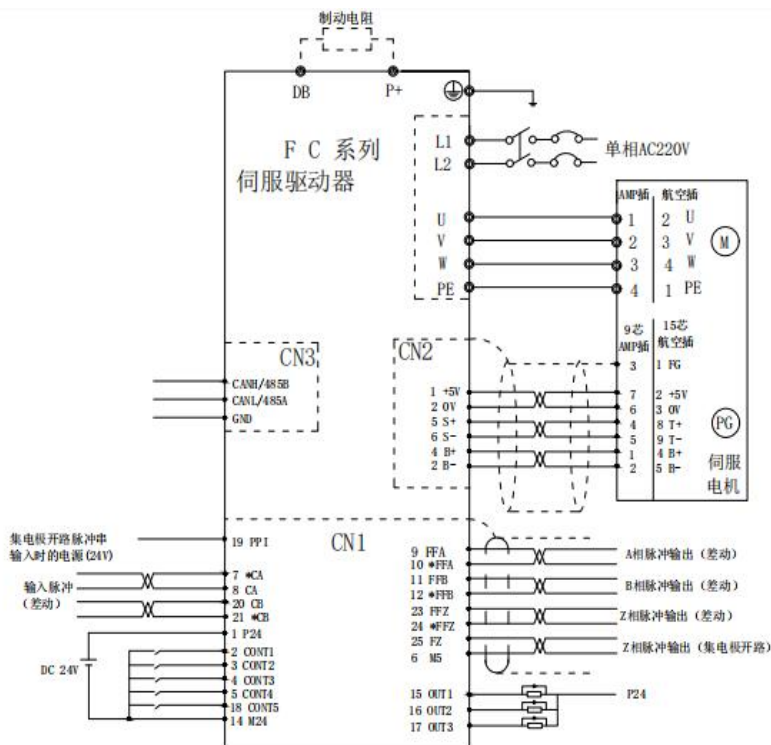 制动电阻
DB
P+
FC系列
伺服驱动器
L1
L2
单相AC220V
U
V
W
PE
AMP插 航空插
1 2 U
2 3 V
3 4 W
4 1 PE
M
CN3
CANH/485B
CANL/485A
GND
CN2
1 +5V
2 0V
5 S+
6 S-
4 B+
2 B-
9芯 15芯
AMP插 航空插
3 1 FG
7 2 +5V
6 3 0V
4 8 T+
5 9 T-
1 4 B+
2 5 B-
PG
伺服
电机
CN1
集电极开路脉冲串
输入时的电源(24V)
19 PPI
输入脉冲
(差动)
7 *CA
8 CA
20 CB
21 *CB
1 P24
DC 24V
2 CONT1
3 CONT2
4 CONT3
5 CONT4
18 CONT5
14 M24
9 FFA
10 *FFA
A相脉冲输出(差动)
11 FFB
12 *FFB
B相脉冲输出(差动)
23 FFZ
24 *FFZ
Z相脉冲输出(差动)
25 FZ
6 M5
Z相脉冲输出(集电极开路)
15 OUT1
16 OUT2
17 OUT3
P24